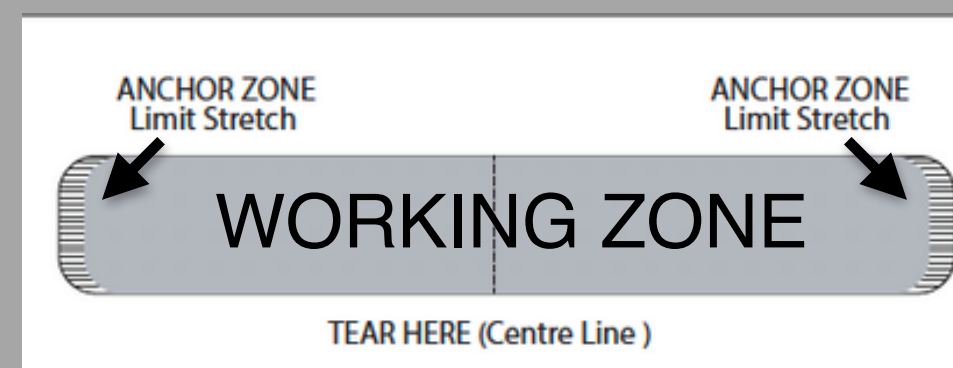 ANCHOR ZONE
Limit Stretch
ANCHOR ZONE
Limit Stretch
WORKING ZONE
TEAR HERE (Centre Line )